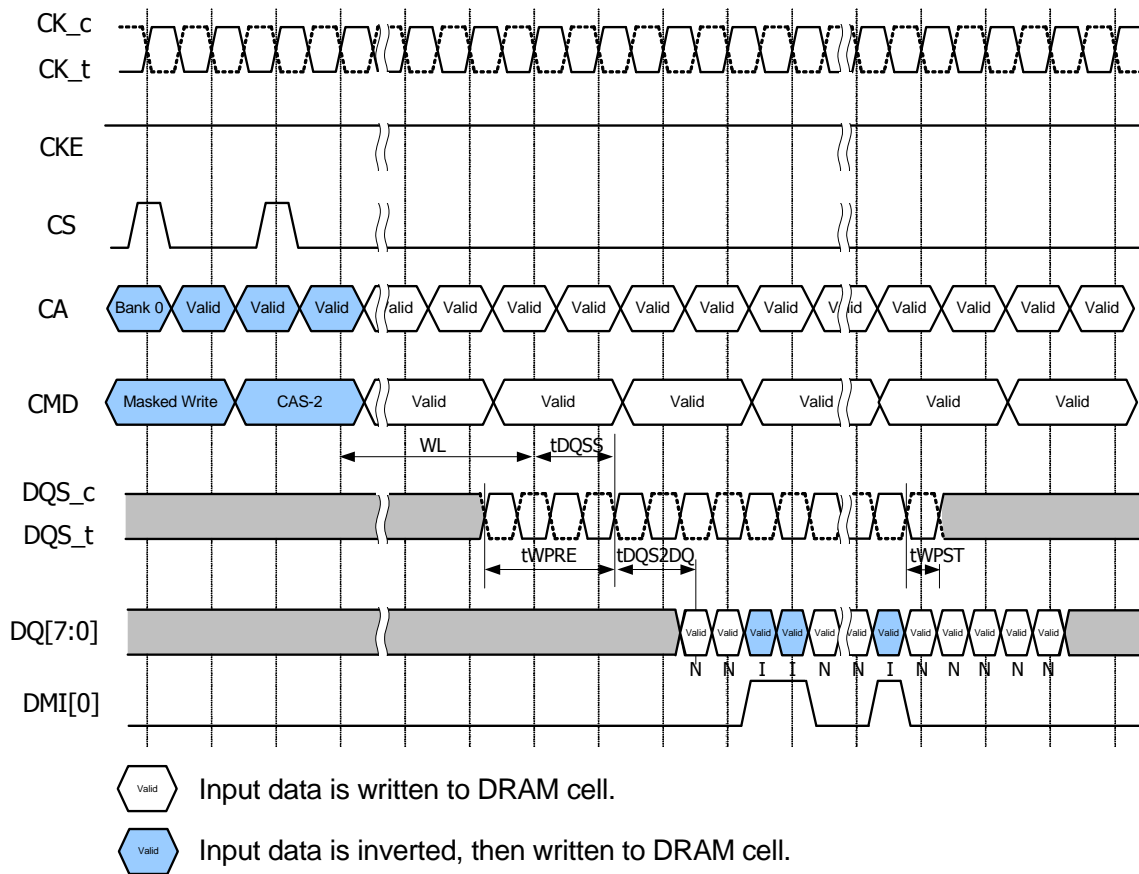 CK_c
CK_t
CKE
CS
CA Bank 0 Valid Valid Valid alid Valid Valid Valid Valid Valid Valid Valid Valid Valid Valid Valid
CMD Masked Write CAS-2 Valid Valid Valid Valid Valid Valid
WL tDQSS
DQS_c
DQS_t
tWPRE tDQS2DQ tWPST
DQ[7:0] Valid Valid Valid Valid Valid Valid Valid Valid Valid Valid Valid Valid
N N I I N N I N N N N N
DMI[0]
Valid Input data is written to DRAM cell.
Valid Input data is inverted, then written to DRAM cell.